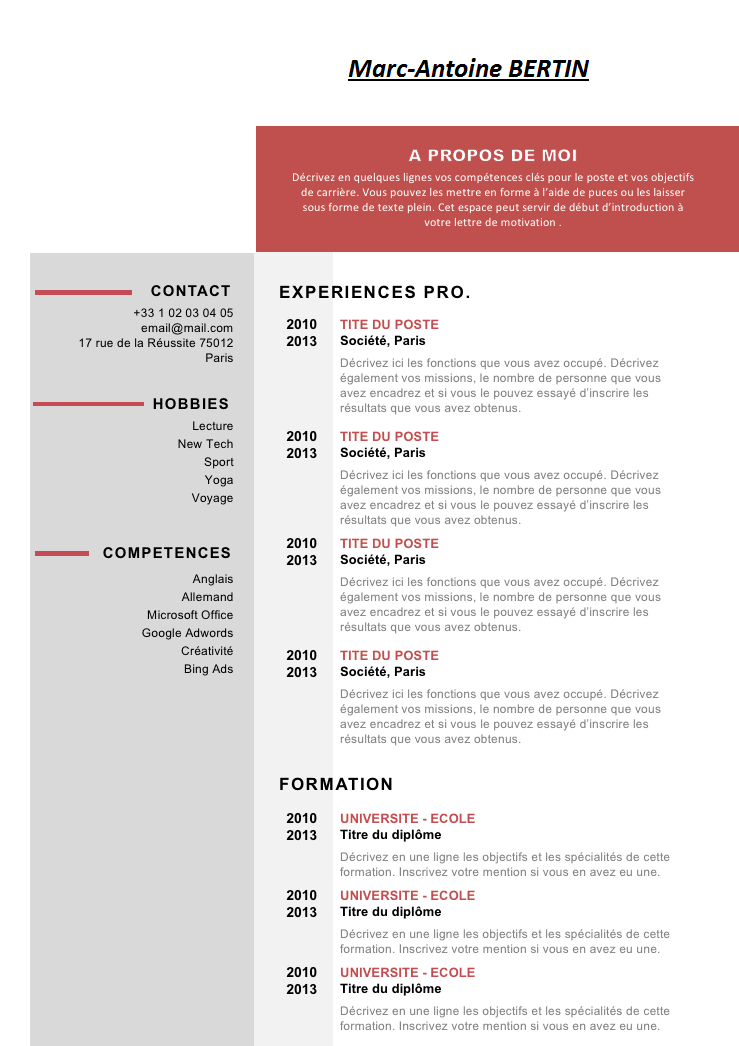 Marc-Antoine BERTIN
A PROPOS DE MOI
Décrivez en quelques lignes vos compétences clés pour le poste et vos objectifs
de carrière. Vous pouvez les mettre en forme à l'aide de puces ou les laisser
sous forme de texte plein. Cet espace peut servir de début d'introduction à
votre lettre de motivation .
CONTACT
+33 1 02 03 04 05
email@mail.com
17 rue de la Réussite 75012
Paris
HOBBIES
Lecture
New Tech
Sport
Yoga
Voyage
COMPETENCES
Anglais
Allemand
Microsoft Office
Google Adwords
Créativité
Bing Ads
EXPERIENCES PRO.
2010 TITE DU POSTE
2013 Société, Paris
Décrivez ici les fonctions que vous avez occupé. Décrivez
également vos missions, le nombre de personne que vous
avez encadrez et si vous le pouvez essayé d'inscrire les
résultats que vous avez obtenus.
2010 TITE DU POSTE
2013 Société, Paris
Décrivez ici les fonctions que vous avez occupé. Décrivez
également vos missions, le nombre de personne que vous
avez encadrez et si vous le pouvez essayé d'inscrire les
résultats que vous avez obtenus.
2010 TITE DU POSTE
2013 Société, Paris
Décrivez ici les fonctions que vous avez occupé. Décrivez
également vos missions, le nombre de personne que vous
avez encadrez et si vous le pouvez essayé d'inscrire les
résultats que vous avez obtenus.
2010 TITE DU POSTE
2013 Société, Paris
Décrivez ici les fonctions que vous avez occupé. Décrivez
également vos missions, le nombre de personne que vous
avez encadrez et si vous le pouvez essayé d'inscrire les
résultats que vous avez obtenus.
FORMATION
2010 UNIVERSITE - ECOLE
2013 Titre du diplôme
Décrivez en une ligne les objectifs et les spécialités de cette
formation. Inscrivez votre mention si vous en avez eu une.
2010 UNIVERSITE - ECOLE
2013 Titre du diplôme
Décrivez en une ligne les objectifs et les spécialités de cette
formation. Inscrivez votre mention si vous en avez eu une.
2010 UNIVERSITE - ECOLE
2013 Titre du diplôme
Décrivez en une ligne les objectifs et les spécialités de cette
formation. Inscrivez votre mention si vous en avez eu une.